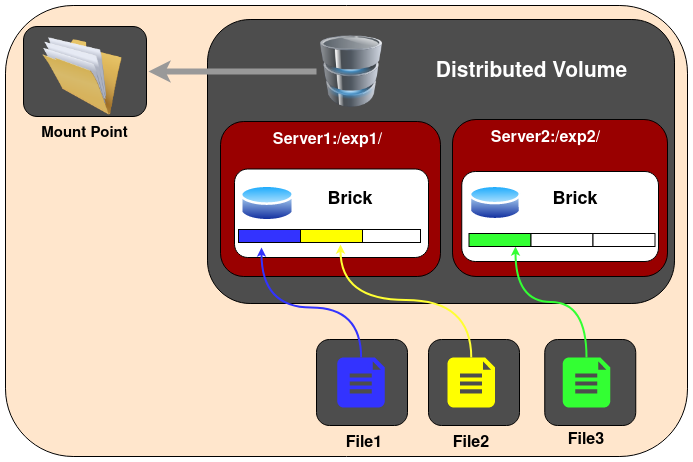 Distributed Volume
Mount Point
Server1:/exp1/
Server2:/exp2/
Brick
Brick
File1
File2
File3